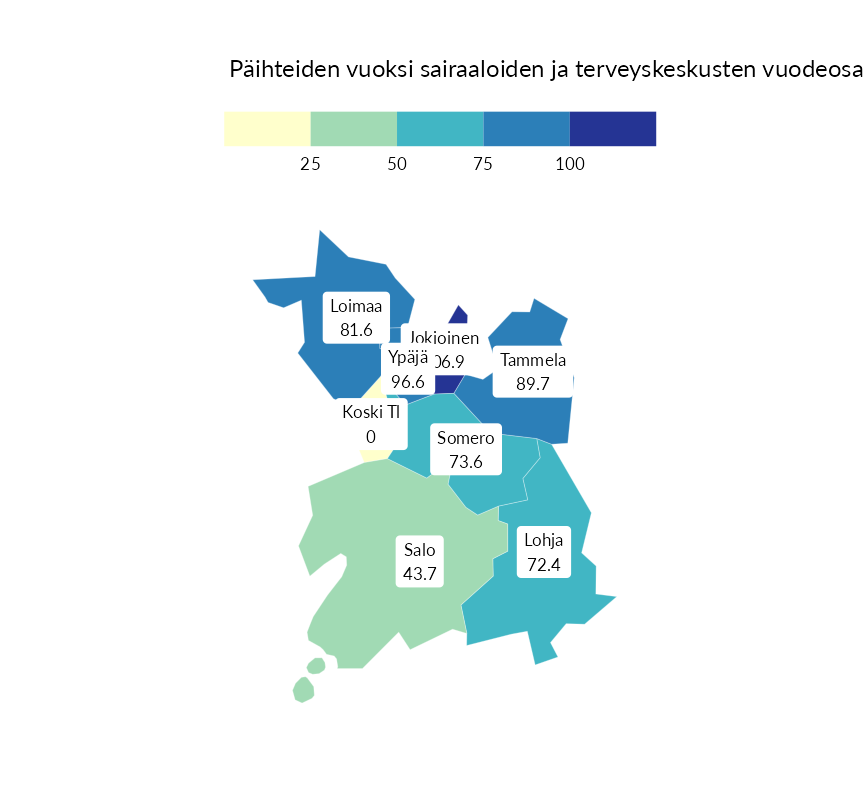 Päihteiden vuoksi sairaaloiden ja terveyskeskusten vuodeosa
25 50 75 100
Loimaa
81.6
Jokioinen
06.9
Ypäjä
96.6
Tammela
89.7
Koski Tl
0
Somero
73.6
Lohja
72.4
Salo
43.7